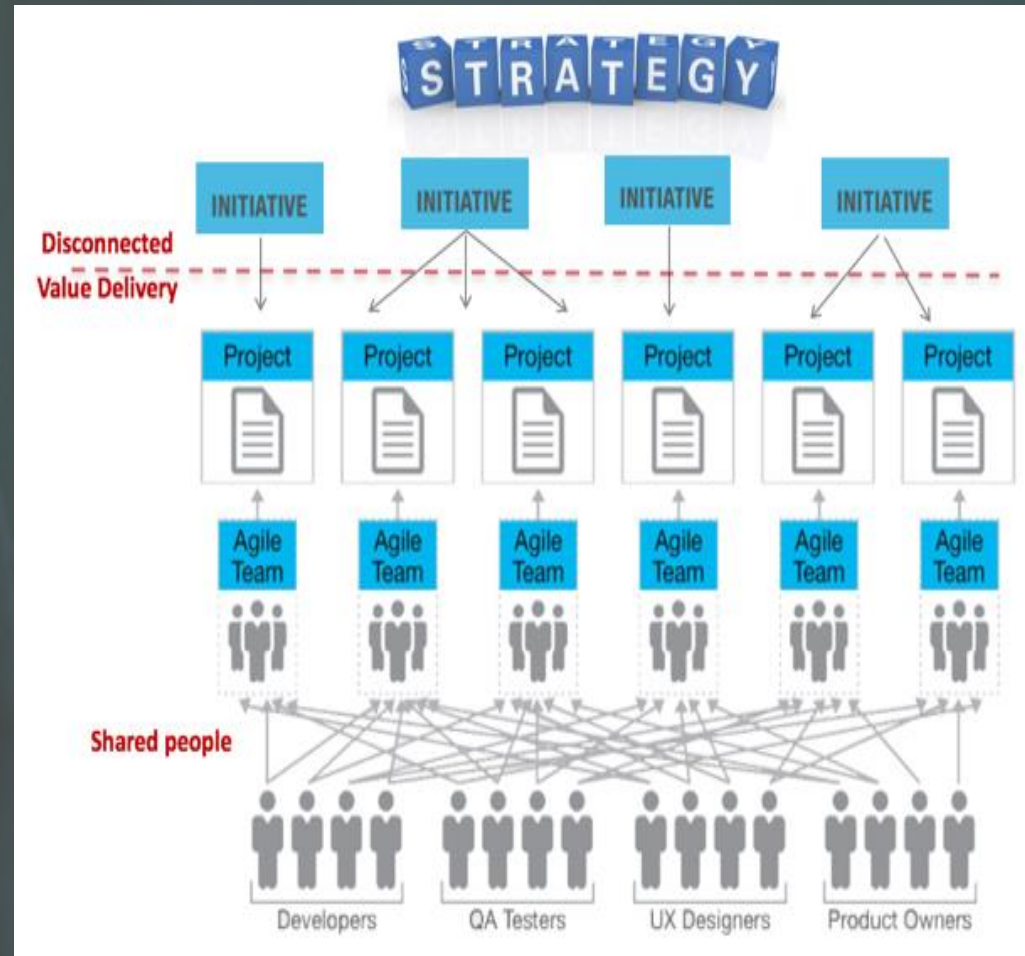 STRATEGY
INITIATIVE INITIATIVE INITIATIVE INITIATIVE
Disconnected
Value Delivery
Project Project Project Project Project Project
Agile Agile Agile Agile Agile Agile
Team Team Team Team Team Team
Shared people
Developers QA Testers UX Designers Product Owners